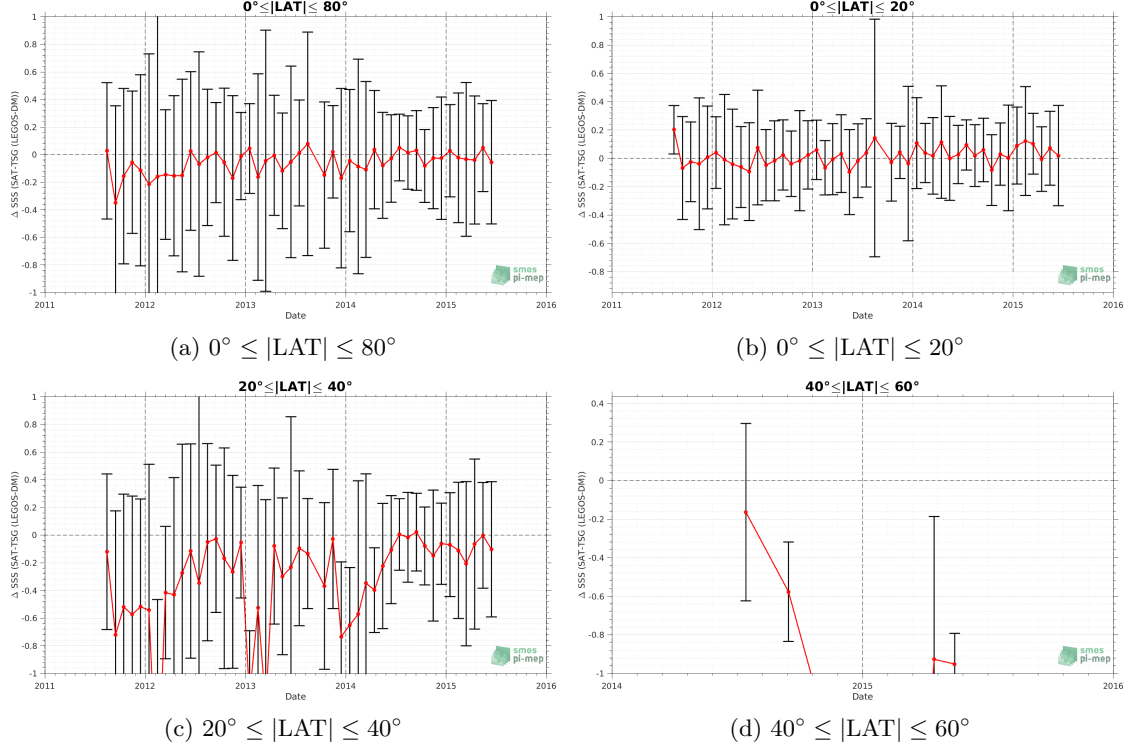 0°≤|LAT|≤ 80°
Δ SSS (SAT-TSG (LEGOS-DM))
1
0.8
0.6
0.4
0.2
0
-0.2
-0.4
-0.6
-0.8
-1
2011 2012 2013 2014 2015 2016
Date
smos
pi-mep
(a) 0° ≤ |LAT| ≤ 80°
0°≤|LAT|≤ 20°
Δ SSS (SAT-TSG (LEGOS-DM))
1
0.8
0.6
0.4
0.2
0
-0.2
-0.4
-0.6
-0.8
2011 2012 2013 2014 2015 2016
Date
smos
pi-mep
(b) 0° ≤ |LAT| ≤ 20°
20°≤|LAT|≤ 40°
Δ SSS (SAT-TSG (LEGOS-DM))
1
0.8
0.6
0.4
0.2
0
-0.2
-0.4
-0.6
-0.8
-1
2011 2012 2013 2014 2015 2016
Date
smos
pi-mep
(c) 20° ≤ |LAT| ≤ 40°
40°≤|LAT|≤ 60°
Δ SSS (SAT-TSG (LEGOS-DM))
0.4
0.2
0
-0.2
-0.4
-0.6
-0.8
-1
2014 2015 2016
Date
smos
pi-mep
(d) 40° ≤ |LAT| ≤ 60°